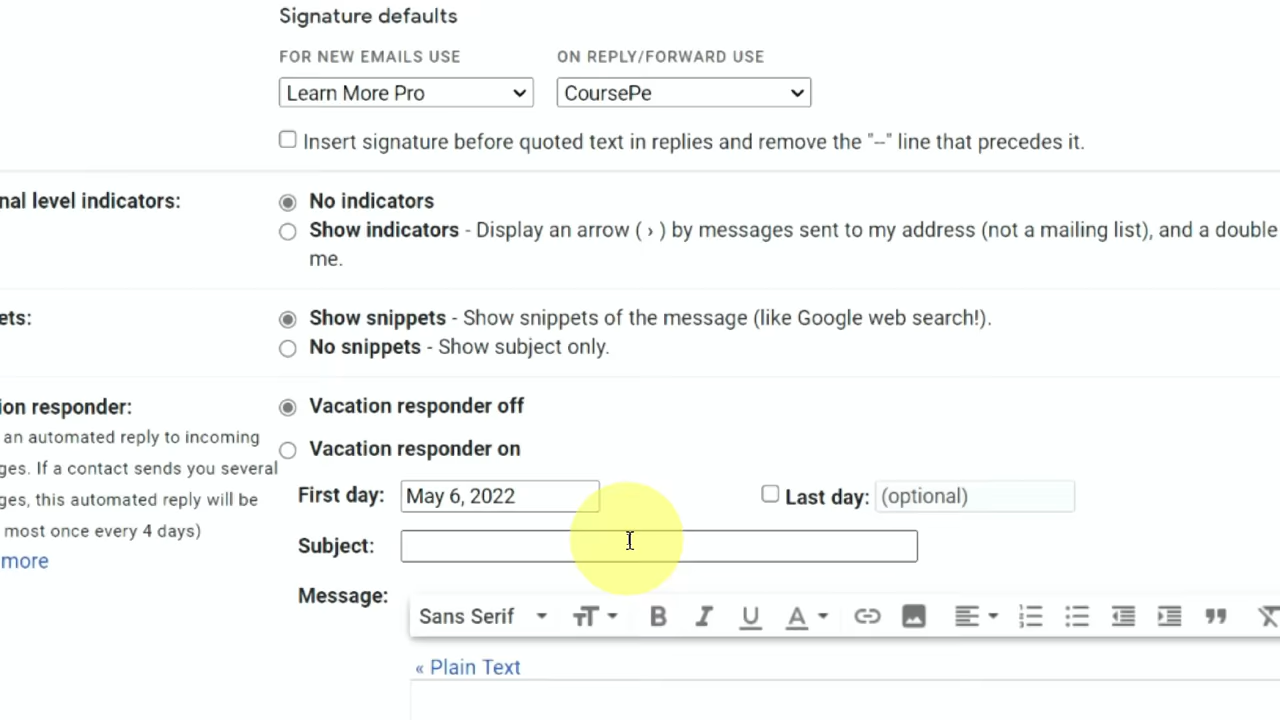 Signature defaults
FOR NEW EMAILS USE ON REPLY/FORWARD USE
Learn More Pro CoursePe
Insert signature before quoted text in replies and remove the "--" line that precedes it.
nal level indicators: No indicators
Show indicators - Display an arrow ( › ) by messages sent to my address (not a mailing list), and a double
me.
ets: Show snippets - Show snippets of the message (like Google web search!).
No snippets - Show subject only.
ion responder: Vacation responder off
an automated reply to incoming
Vacation responder on
ges. If a contact sends you several
ges, this automated reply will be
most once every 4 days)
more
First day: May 6, 2022 Last day: (optional)
Subject:
Message:
Sans Serif
« Plain Text